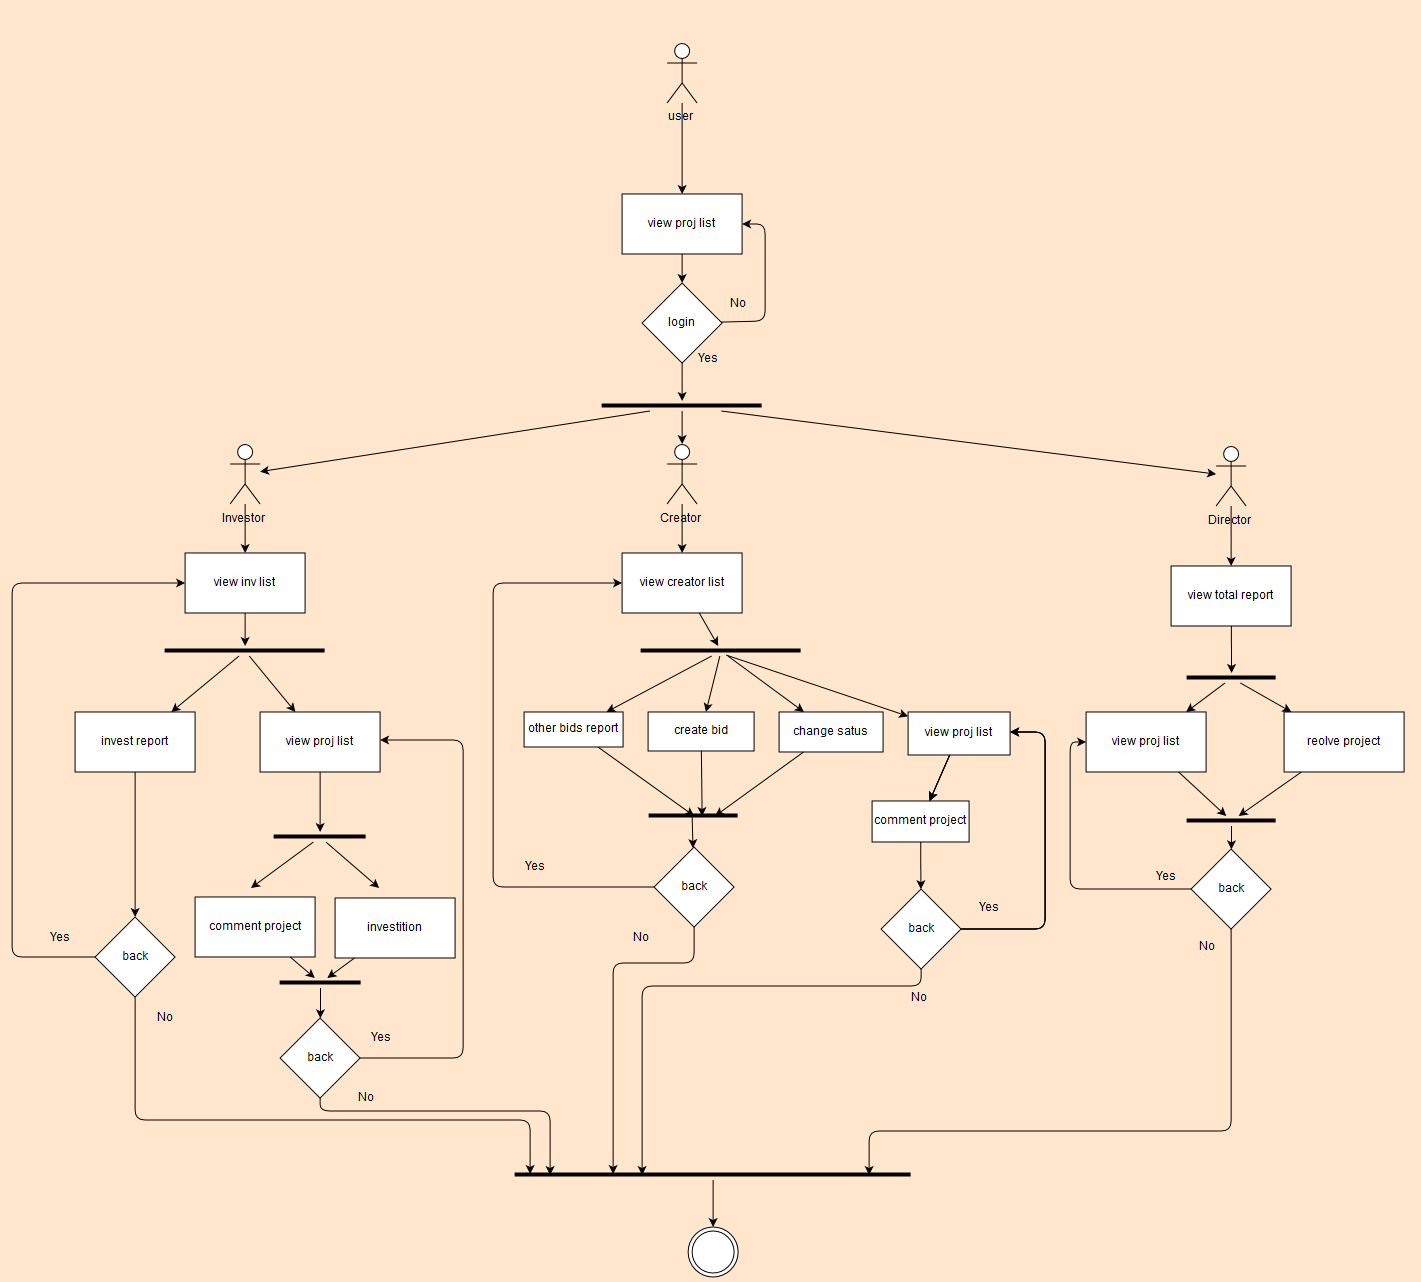 user
view proj list
No
login
Yes
Investor
Creator
Director
view inv list
view creator list
view total report
invest report
view proj list
other bids report
create bid
change satus
view proj list
view proj list
reolve project
comment project
Yes
Yes
back
back
comment project
investition
Yes
back
Yes
back
No
No
Yes
back
No
No
Yes
back
No